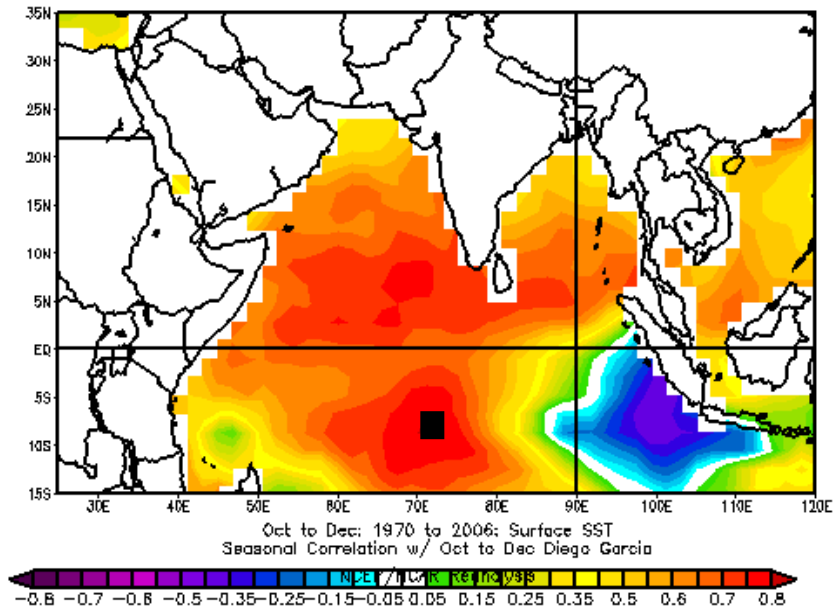 35N
30N
25N
20N
15N
10N
5N
EQ
5S
10S
15S
30E 40E 50E 60E 70E 80E 90E 100E 110E 120E
Oct to Dec: 1970 to 2006: Surface SST
Seasonal Correlation w/ Oct to Dec Diego Garcia
NCEP/NCAR Reanalysis
-0.8 -0.7 -0.6 -0.5 -0.35 -0.25 -0.15 -0.05 0.05 0.15 0.25 0.35 0.5 0.6 0.7 0.8